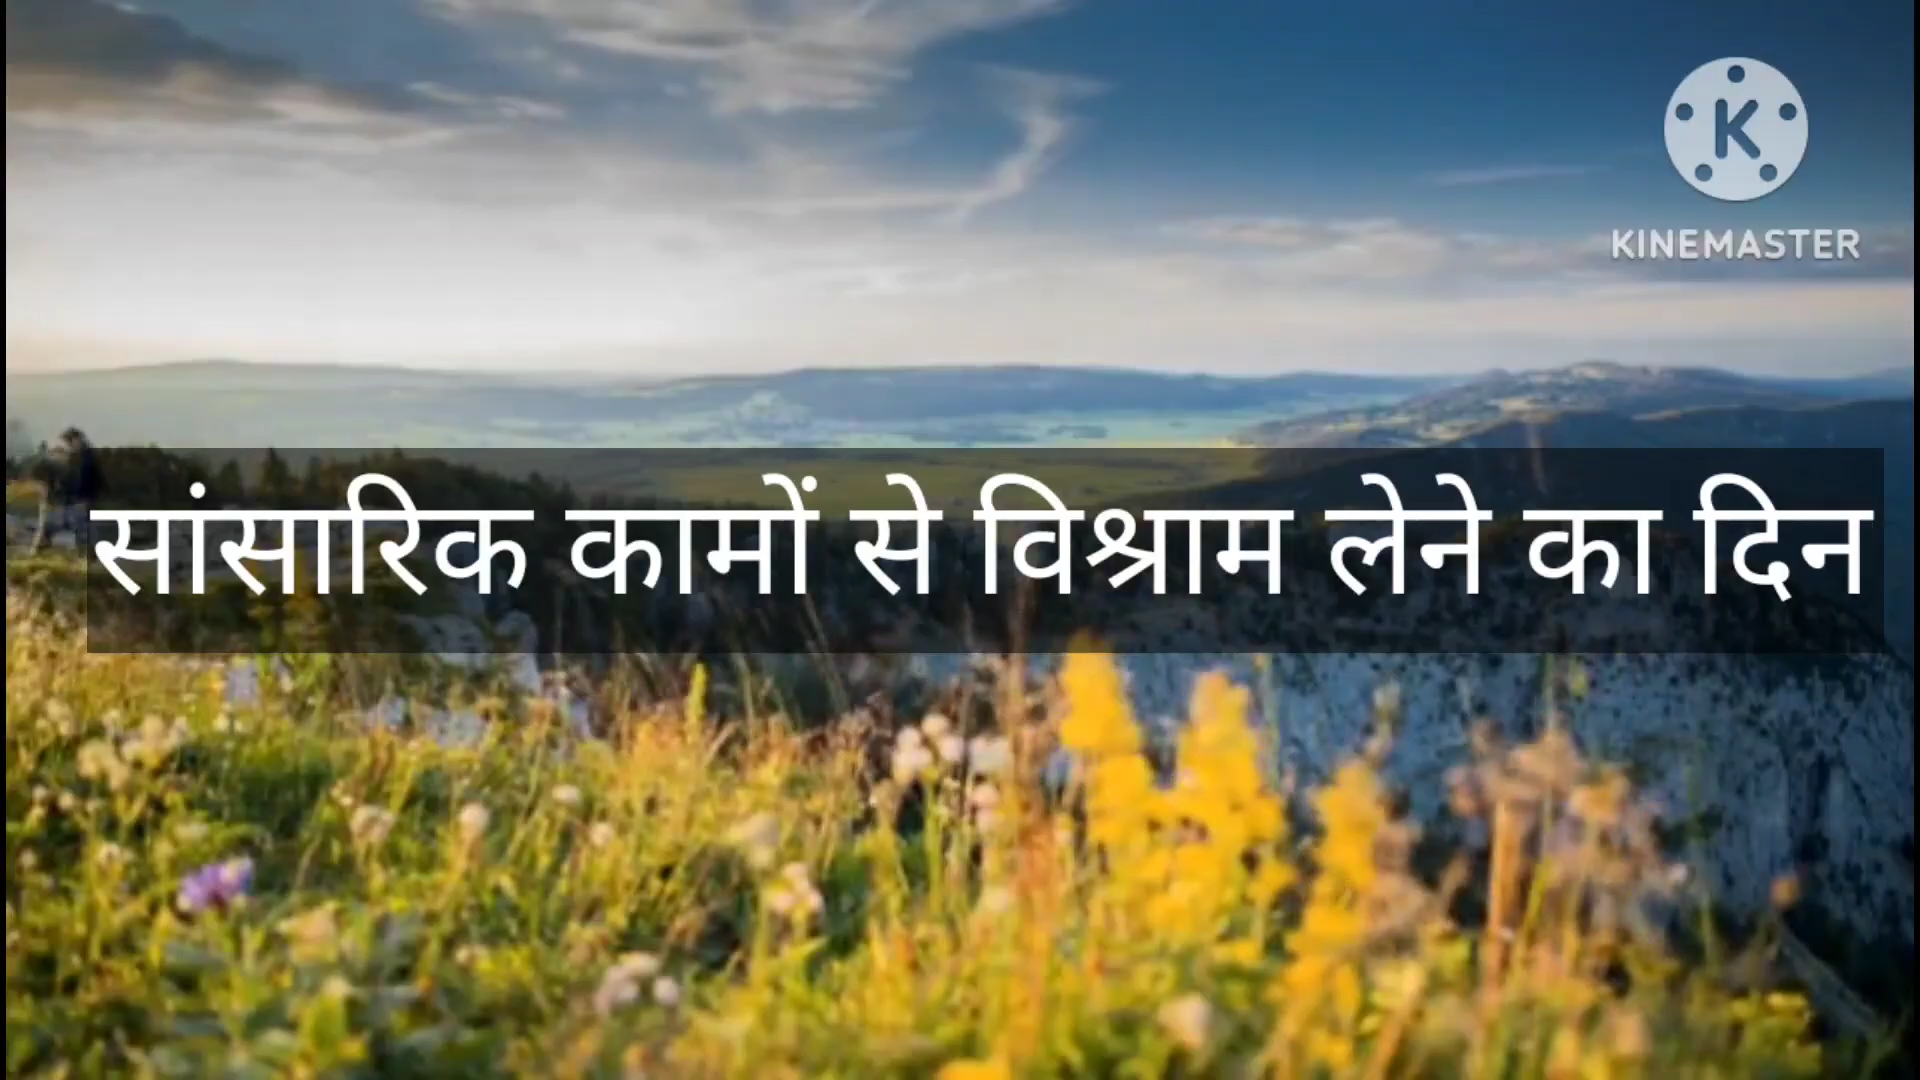 K
KINEMASTER
सांसारिक कामों से विश्राम लेने का दिन